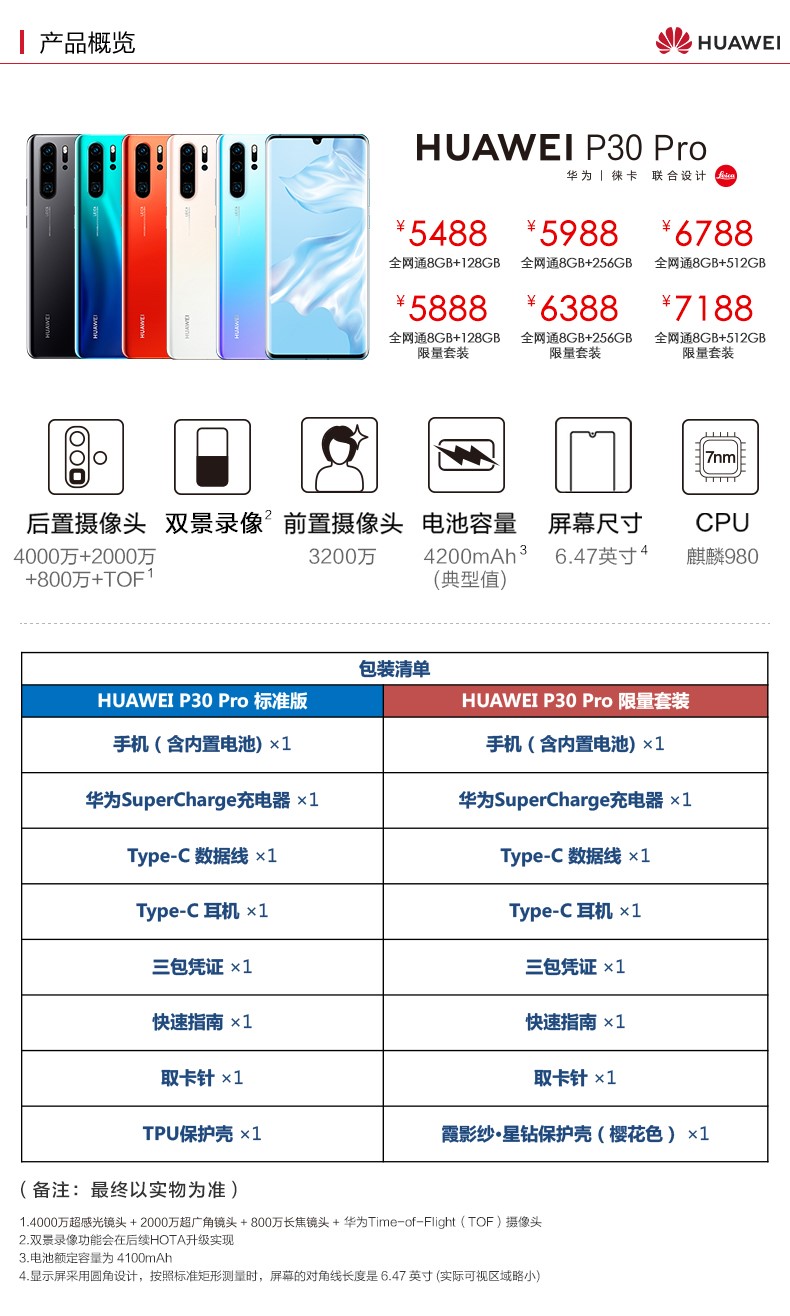 产品概览
HUAWEI
HUAWEI P30 Pro
华为 | 徕卡 联合设计
Leica
¥5488 ¥5988 ¥6788
全网通8GB+128GB 全网通8GB+256GB 全网通8GB+512GB
¥5888 ¥6388 ¥7188
全网通8GB+128GB 全网通8GB+256GB 全网通8GB+512GB
限量套装 限量套装 限量套装
HUAWEI HUAWEI HUAWEI HUAWEI HUAWEI
7nm
后置摄像头 双景录像2 前置摄像头 电池容量 屏幕尺寸 CPU
4000万+2000万 3200万 4200mAh3 6.47英寸4 麒麟980
+800万+TOF1 (典型值)
包装清单
HUAWEI P30 Pro 标准版 HUAWEI P30 Pro 限量套装
手机（含内置电池) ×1 手机（含内置电池) ×1
华为SuperCharge充电器 ×1 华为SuperCharge充电器 ×1
Type-C 数据线 ×1 Type-C 数据线 ×1
Type-C 耳机 ×1 Type-C 耳机 ×1
三包凭证 ×1 三包凭证 ×1
快速指南 ×1 快速指南 ×1
取卡针 ×1 取卡针 ×1
TPU保护壳 ×1 霞影纱•星钻保护壳（樱花色） ×1
（备注：最终以实物为准）
1.4000万超感光镜头 + 2000万超广角镜头 + 800万长焦镜头 + 华为Time-of-Flight（TOF）摄像头
2.双景录像功能会在后续HOTA升级实现
3.电池额定容量为 4100mAh
4.显示屏采用圆角设计，按照标准矩形测量时，屏幕的对角线长度是 6.47 英寸 (实际可视区域略小)